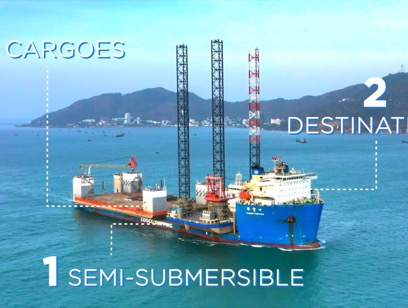 CARGOES
2
DESTINAT
1 SEMI-SUBMERSIBLE